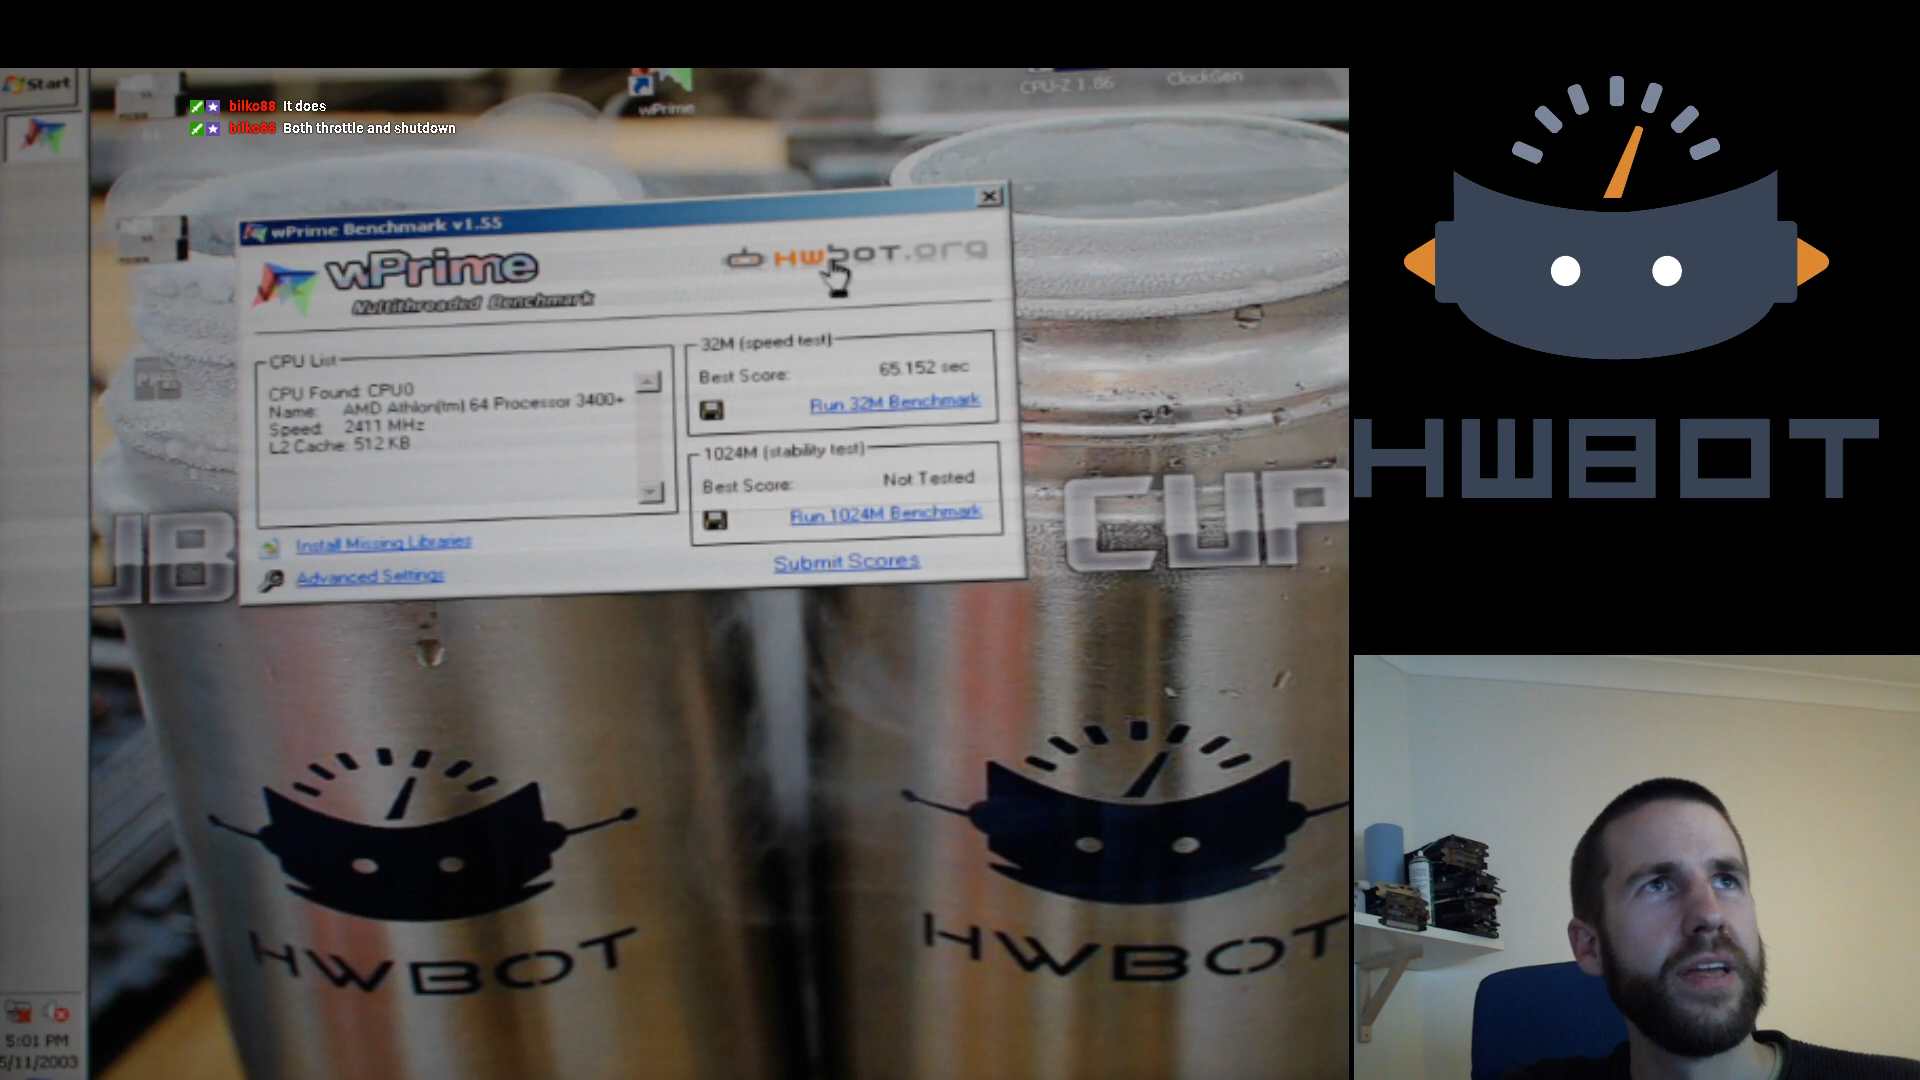 Start
bilko88 It does
bilko88 Both throttle and shutdown
wPrime
CPU-Z 1.86
ClockGen
wPrime Benchmark v1.55
wPrime
Multithreaded Benchmark
HWBOT.org
CPU List
CPU Found: CPU0
Name: AMD Athlon(tm) 64 Processor 3400+
Speed: 2411 MHz
L2 Cache: 512 KB
32M (speed test)
Best Score: 65.152 sec
Run 32M Benchmark
1024M (stability test)
Best Score: Not Tested
Run 1024M Benchmark
Install Missing Libraries
Advanced Settings
Submit Scores
CUP
HWBOT
HWBOT
HWBOT
5:01 PM
5/11/2003